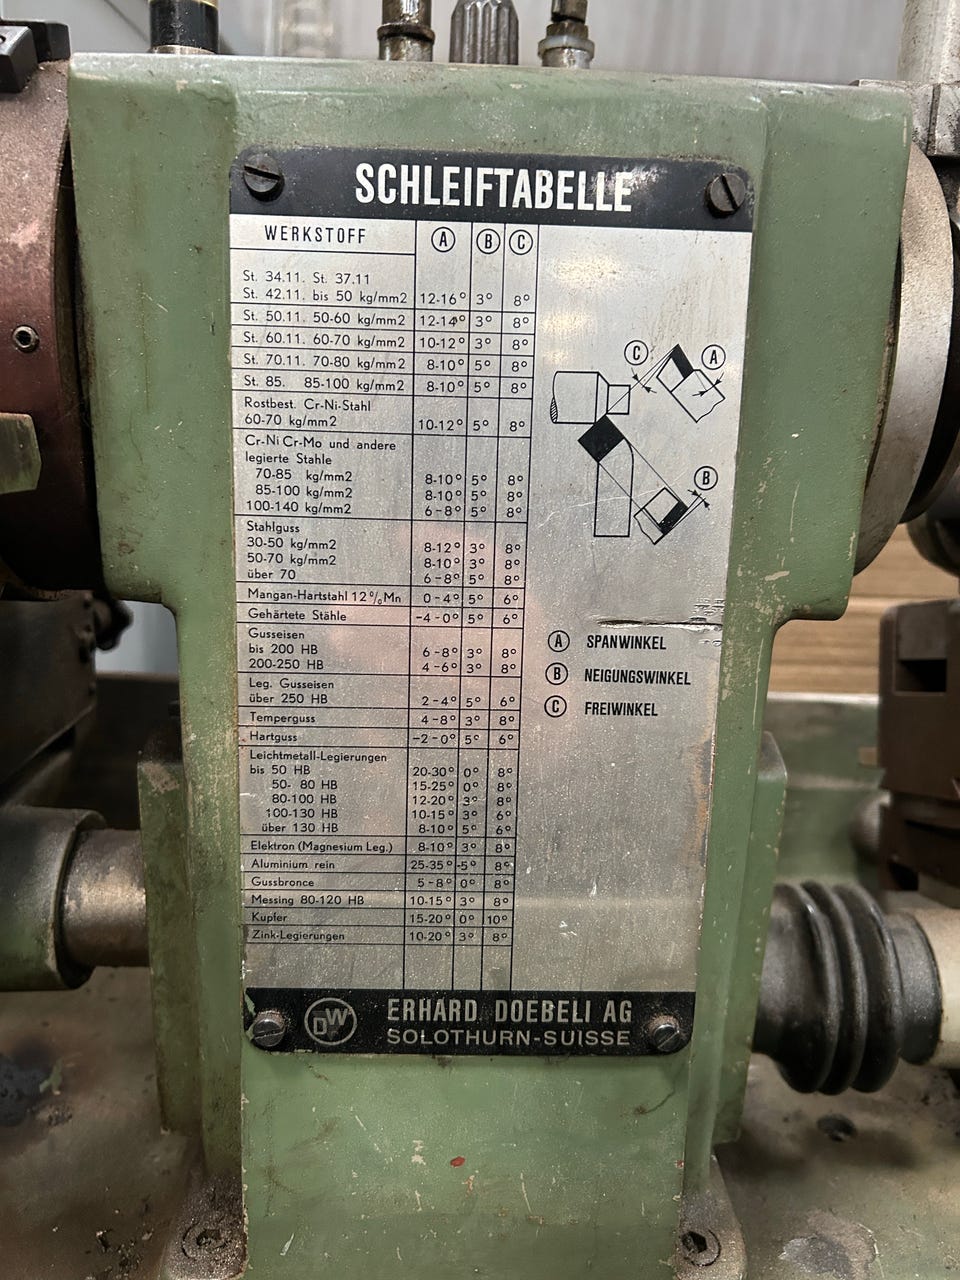 SCHLEIFTABELLE
WERKSTOFF A B C
St. 34.11. St. 37.11
St. 42.11. bis 50 kg/mm2 12-16° 3° 8°
St. 50.11. 50-60 kg/mm2 12-14° 3° 8°
St. 60.11. 60-70 kg/mm2 10-12° 3° 8°
St. 70.11. 70-80 kg/mm2 8-10° 5° 8°
St. 85. 85-100 kg/mm2 8-10° 5° 8°
Rostbest. Cr-Ni-Stahl
60-70 kg/mm2 10-12° 5° 8°
Cr-Ni Cr-Mo und andere
legierte Stahle
70-85 kg/mm2 8-10° 5° 8°
85-100 kg/mm2 8-10° 5° 8°
100-140 kg/mm2 6-8° 5° 8°
Stahlguss
30-50 kg/mm2 8-12° 3° 8°
50-70 kg/mm2 8-10° 3° 8°
über 70 6-8° 5° 8°
Mangan-Hartstahl 12% Mn 0-4° 5° 6°
Gehärtete Stähle -4-0° 5° 6°
Gusseisen
bis 200 HB 6-8° 3° 8°
200-250 HB 4-6° 3° 8°
Leg. Gusseisen
über 250 HB 2-4° 5° 6°
Temperguss 4-8° 3° 8°
Hartguss -2-0° 5° 6°
Leichtmetall-Legierungen
bis 50 HB 20-30° 0° 8°
50- 80 HB 15-25° 0° 8°
80-100 HB 12-20° 3° 8°
100-130 HB 10-15° 3° 6°
über 130 HB 8-10° 5° 6°
Elektron (Magnesium Leg.) 8-10° 3° 8°
Aluminium rein 25-35° -5° 8°
Gussbronce 5-8° 0° 8°
Messing 80-120 HB 10-15° 3° 8°
Kupfer 15-20° 0° 10°
Zink-Legierungen 10-20° 3° 8°
C A
B
A SPANWINKEL
B NEIGUNGSWINKEL
C FREIWINKEL
DW ERHARD DOEBELI AG
SOLOTHURN-SUISSE